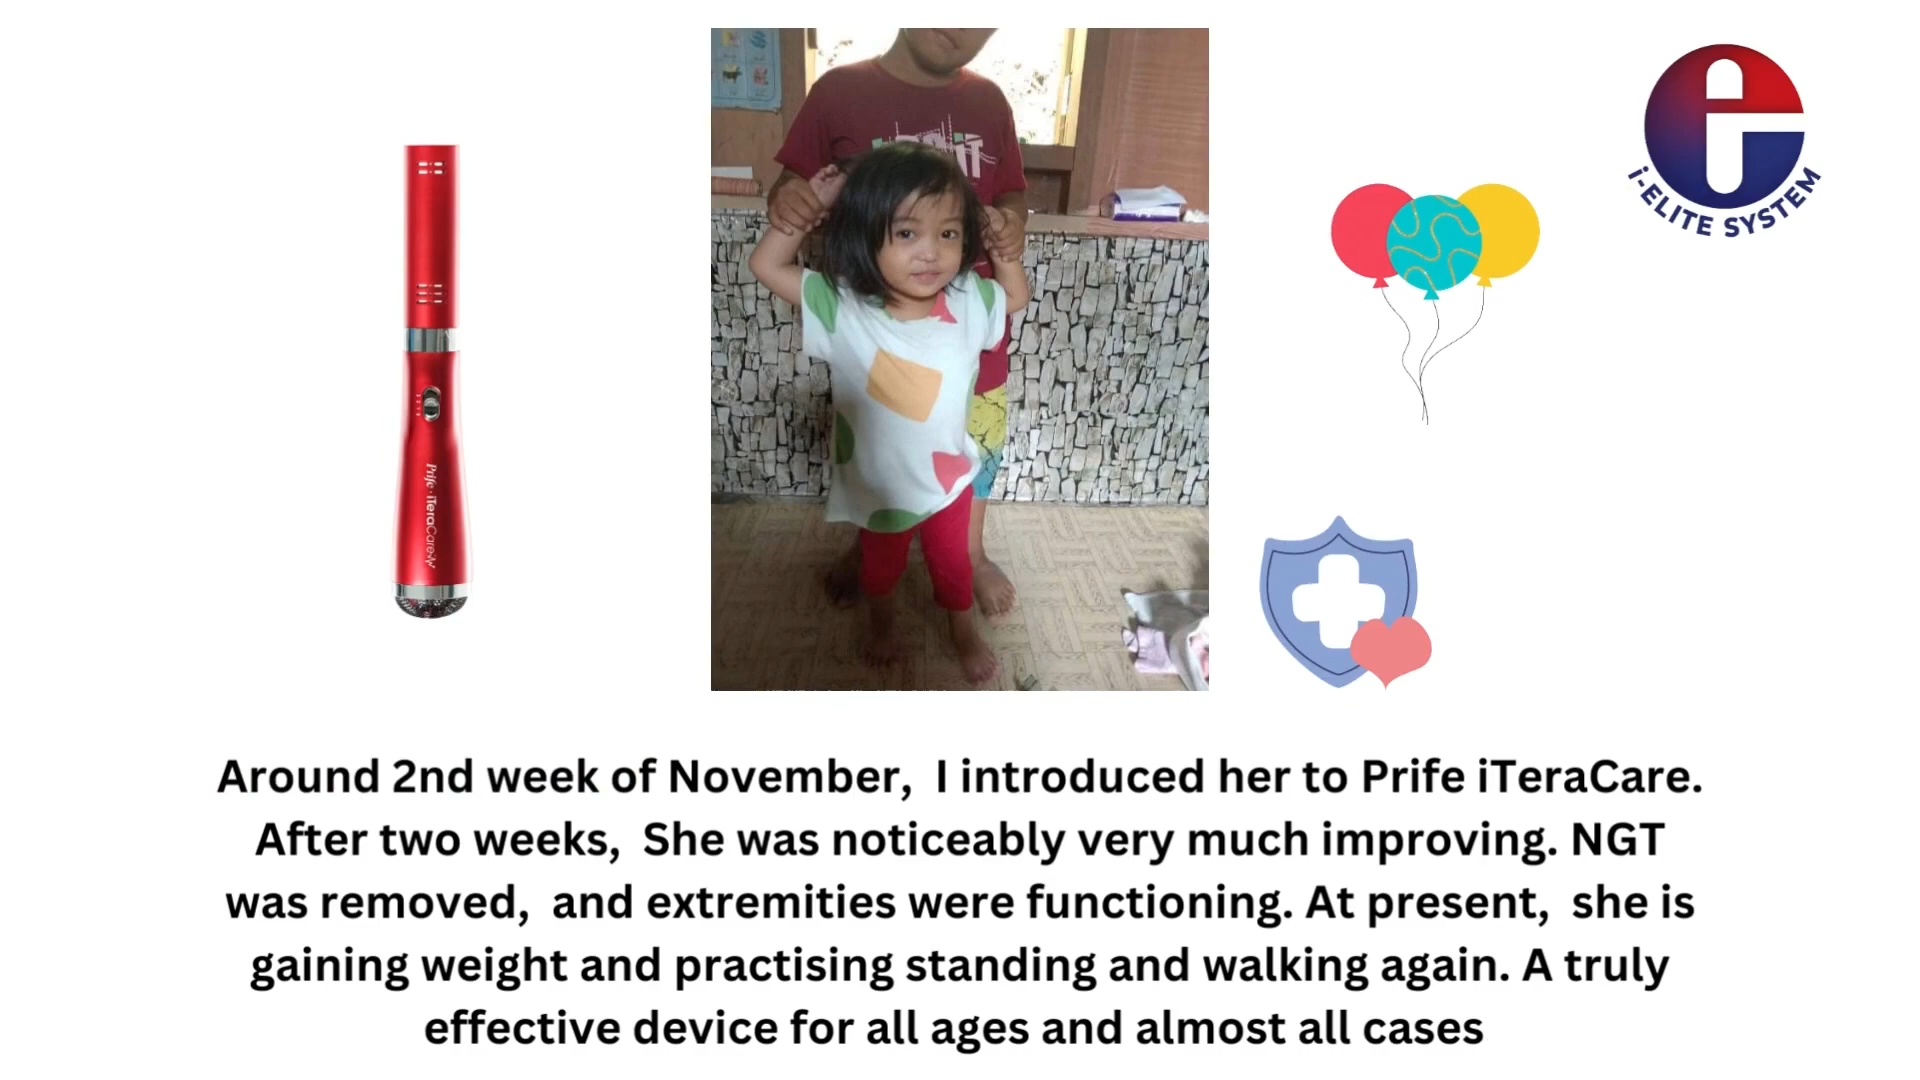 i-ELITE SYSTEM
Prife · iTeraCare
Around 2nd week of November, I introduced her to Prife iTeraCare.
After two weeks, She was noticeably very much improving. NGT
was removed, and extremities were functioning. At present, she is
gaining weight and practising standing and walking again. A truly
effective device for all ages and almost all cases